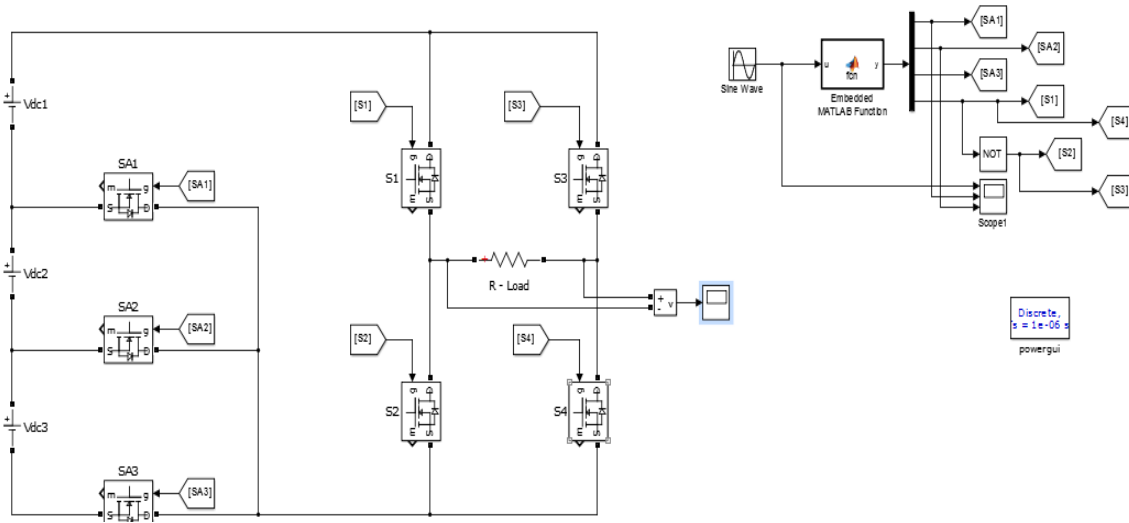 Vdc1
SA1
m
g
S
D
[SA1]
Vdc2
SA2
m
g
S
D
[SA2]
Vdc3
SA3
m
g
S
D
[SA3]
[S1]
S1
g
D
m
S
[S3]
S3
g
D
m
S
R - Load
[S2]
S2
g
D
m
S
[S4]
S4
g
D
m
S
+
-
v
Sine Wave
u
fcn
y
Embedded
MATLAB Function
[SA1]
[SA2]
[SA3]
[S1]
[S4]
NOT
[S2]
[S3]
Scope1
Discrete,
s = 1e-06 s
powergui